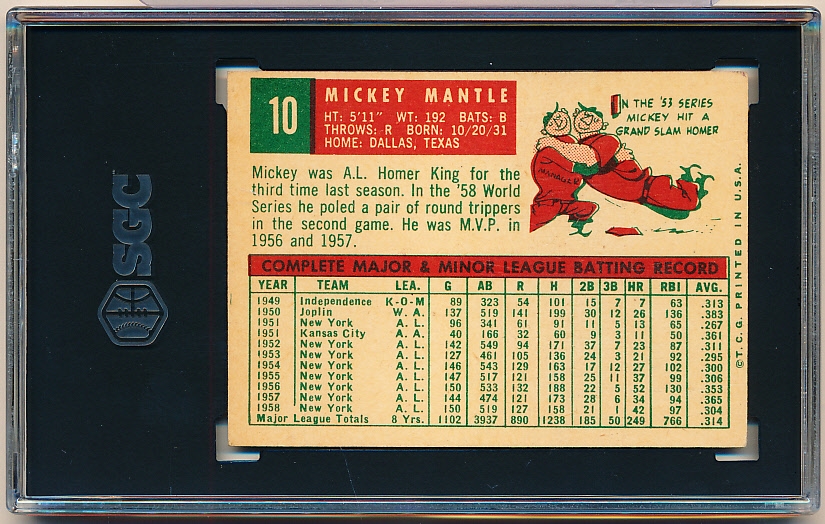 SGC
10
MICKEY MANTLE
HT: 5'11" WT: 192 BATS: B
THROWS: R BORN: 10/20/31
HOME: DALLAS, TEXAS
Mickey was A.L. Homer King for the
third time last season. In the '58 World
Series he poled a pair of round trippers
in the second game. He was M.V.P. in
1956 and 1957.
IN THE '53 SERIES
MICKEY HIT A
GRAND SLAM HOMER
MANAGER
COMPLETE MAJOR & MINOR LEAGUE BATTING RECORD
YEAR TEAM LEA. G AB R H 2B 3B HR RBI AVG.
1949 Independence K-O-M 89 323 54 101 15 7 7 63 .313
1950 Joplin W. A. 137 519 141 199 30 12 26 136 .383
1951 New York A. L. 96 341 61 91 11 5 13 65 .267
1951 Kansas City A. A. 40 166 32 60 9 3 11 50 .361
1952 New York A. L. 142 549 94 171 37 7 23 87 .311
1953 New York A. L. 127 461 105 136 24 3 21 92 .295
1954 New York A. L. 146 543 129 163 17 12 27 102 .300
1955 New York A. L. 147 517 121 158 25 11 37 99 .306
1956 New York A. L. 150 533 132 188 22 5 52 130 .353
1957 New York A. L. 144 474 121 173 28 6 34 94 .365
1958 New York A. L. 150 519 127 158 21 1 42 97 .304
Major League Totals 8 Yrs. 1102 3937 890 1238 185 50 249 766 .314
© T. C. G. PRINTED IN U.S.A.